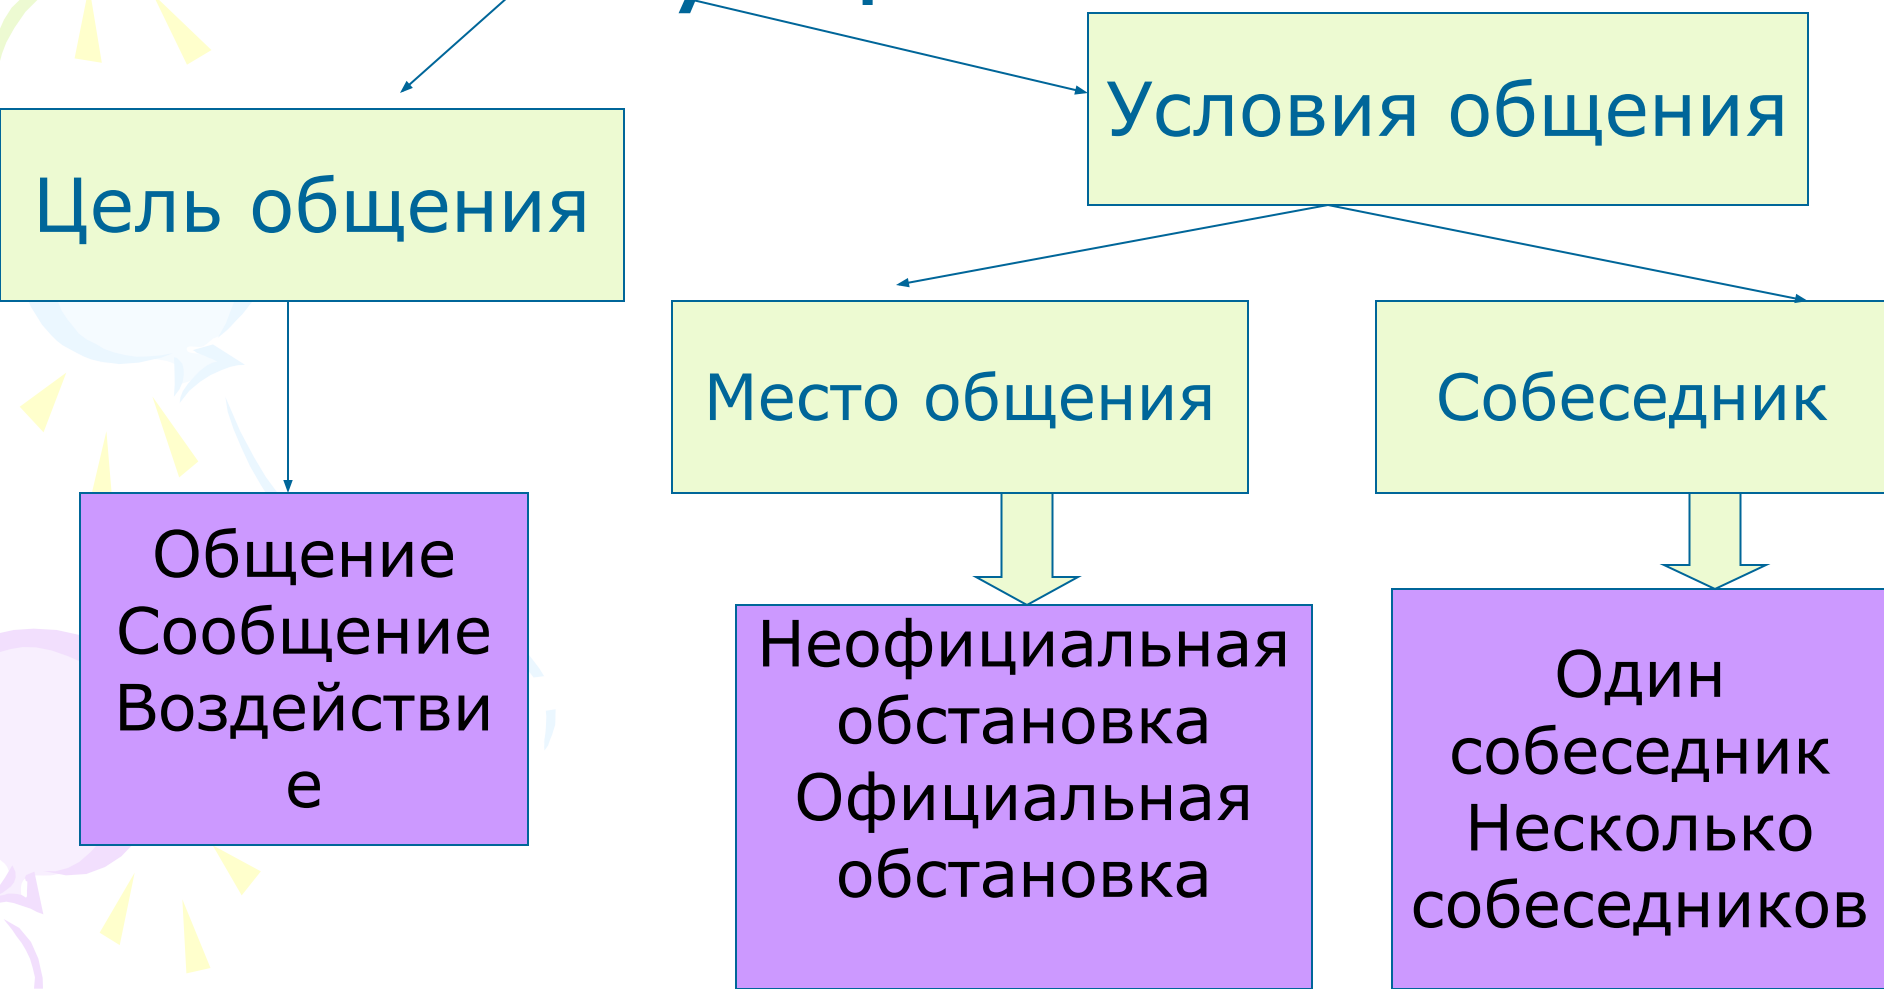 Условия общения
Цель общения
Место общения
Собеседник
Общение
Сообщение
Воздействи
е
Неофициальная
обстановка
Официальная
обстановка
Один
собеседник
Несколько
собеседников